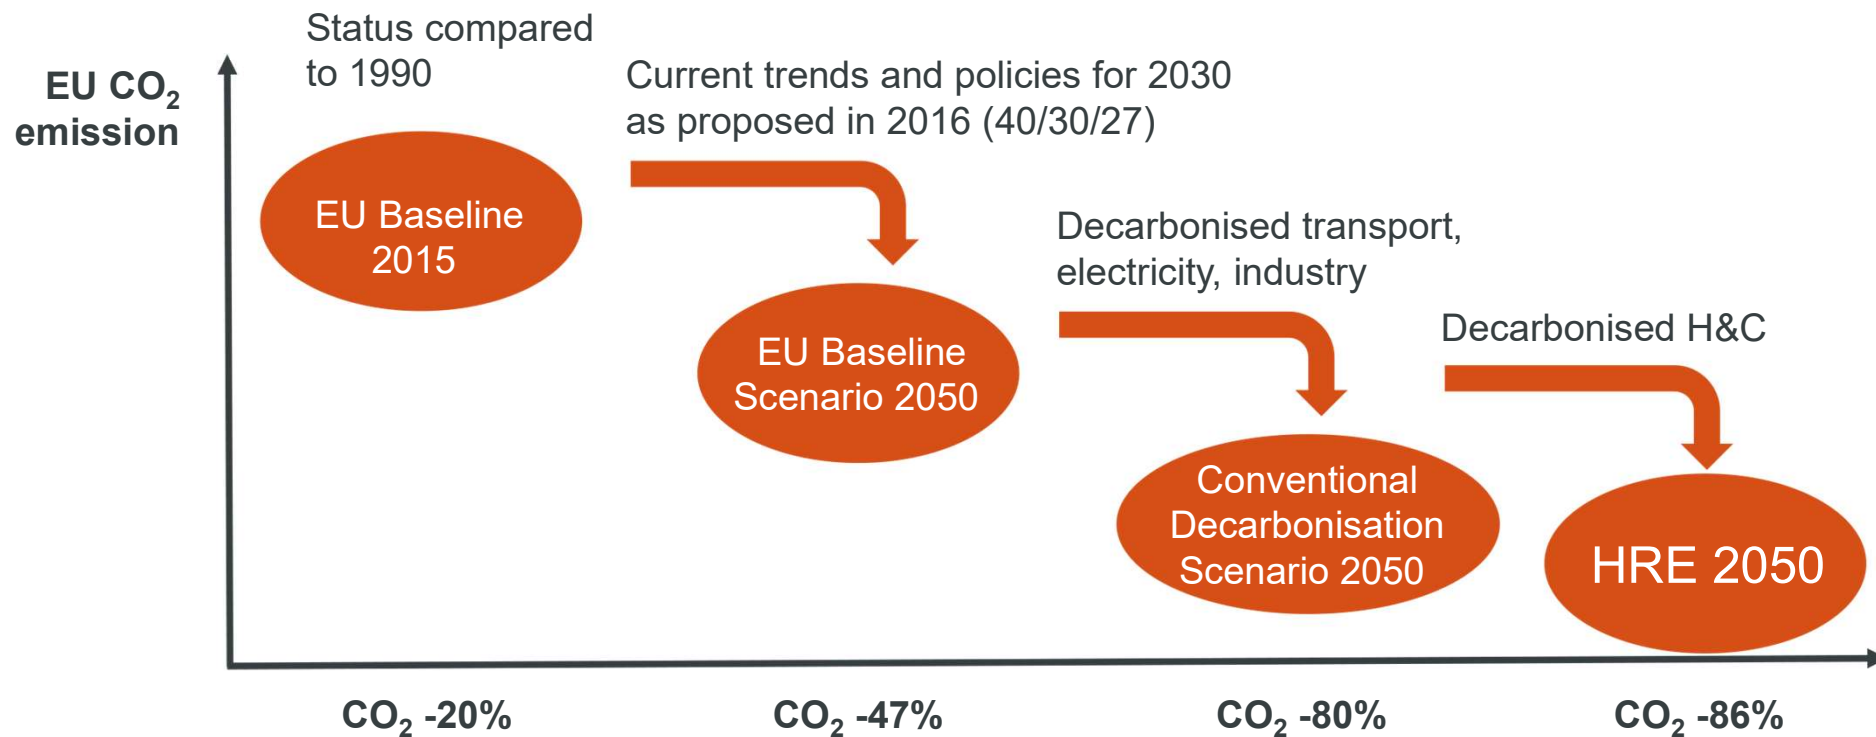 Status compared
to 1990
EU CO₂
emission
Current trends and policies for 2030
as proposed in 2016 (40/30/27)
EU Baseline
2015
Decarbonised transport,
electricity, industry
EU Baseline
Scenario 2050
Decarbonised H&C
Conventional
Decarbonisation
Scenario 2050
HRE 2050
CO₂ -20%
CO₂ -47%
CO₂ -80%
CO₂ -86%